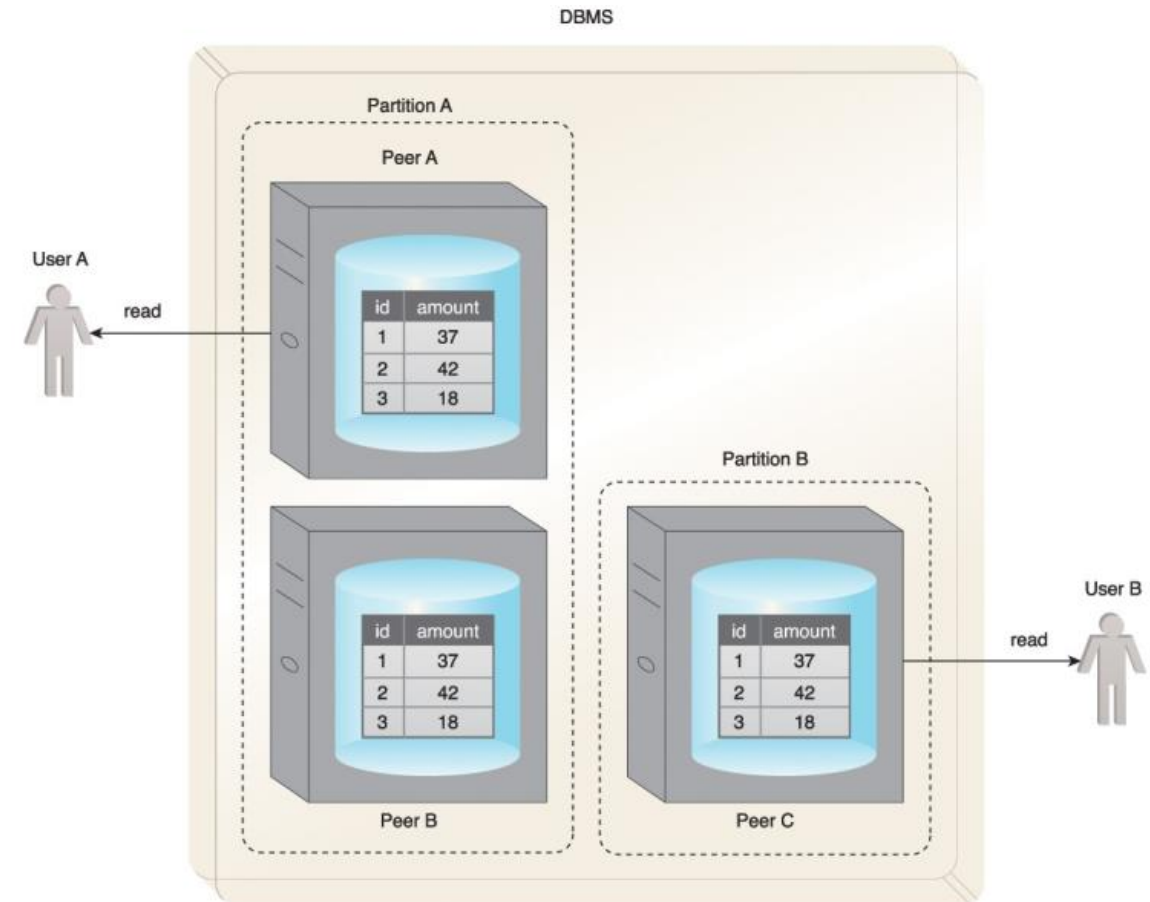 DBMS
Partition A
Peer A
User A
read
id amount
1 37
2 42
3 18
Partition B
User B
read
id amount
1 37
2 42
3 18
Peer B
id amount
1 37
2 42
3 18
Peer C